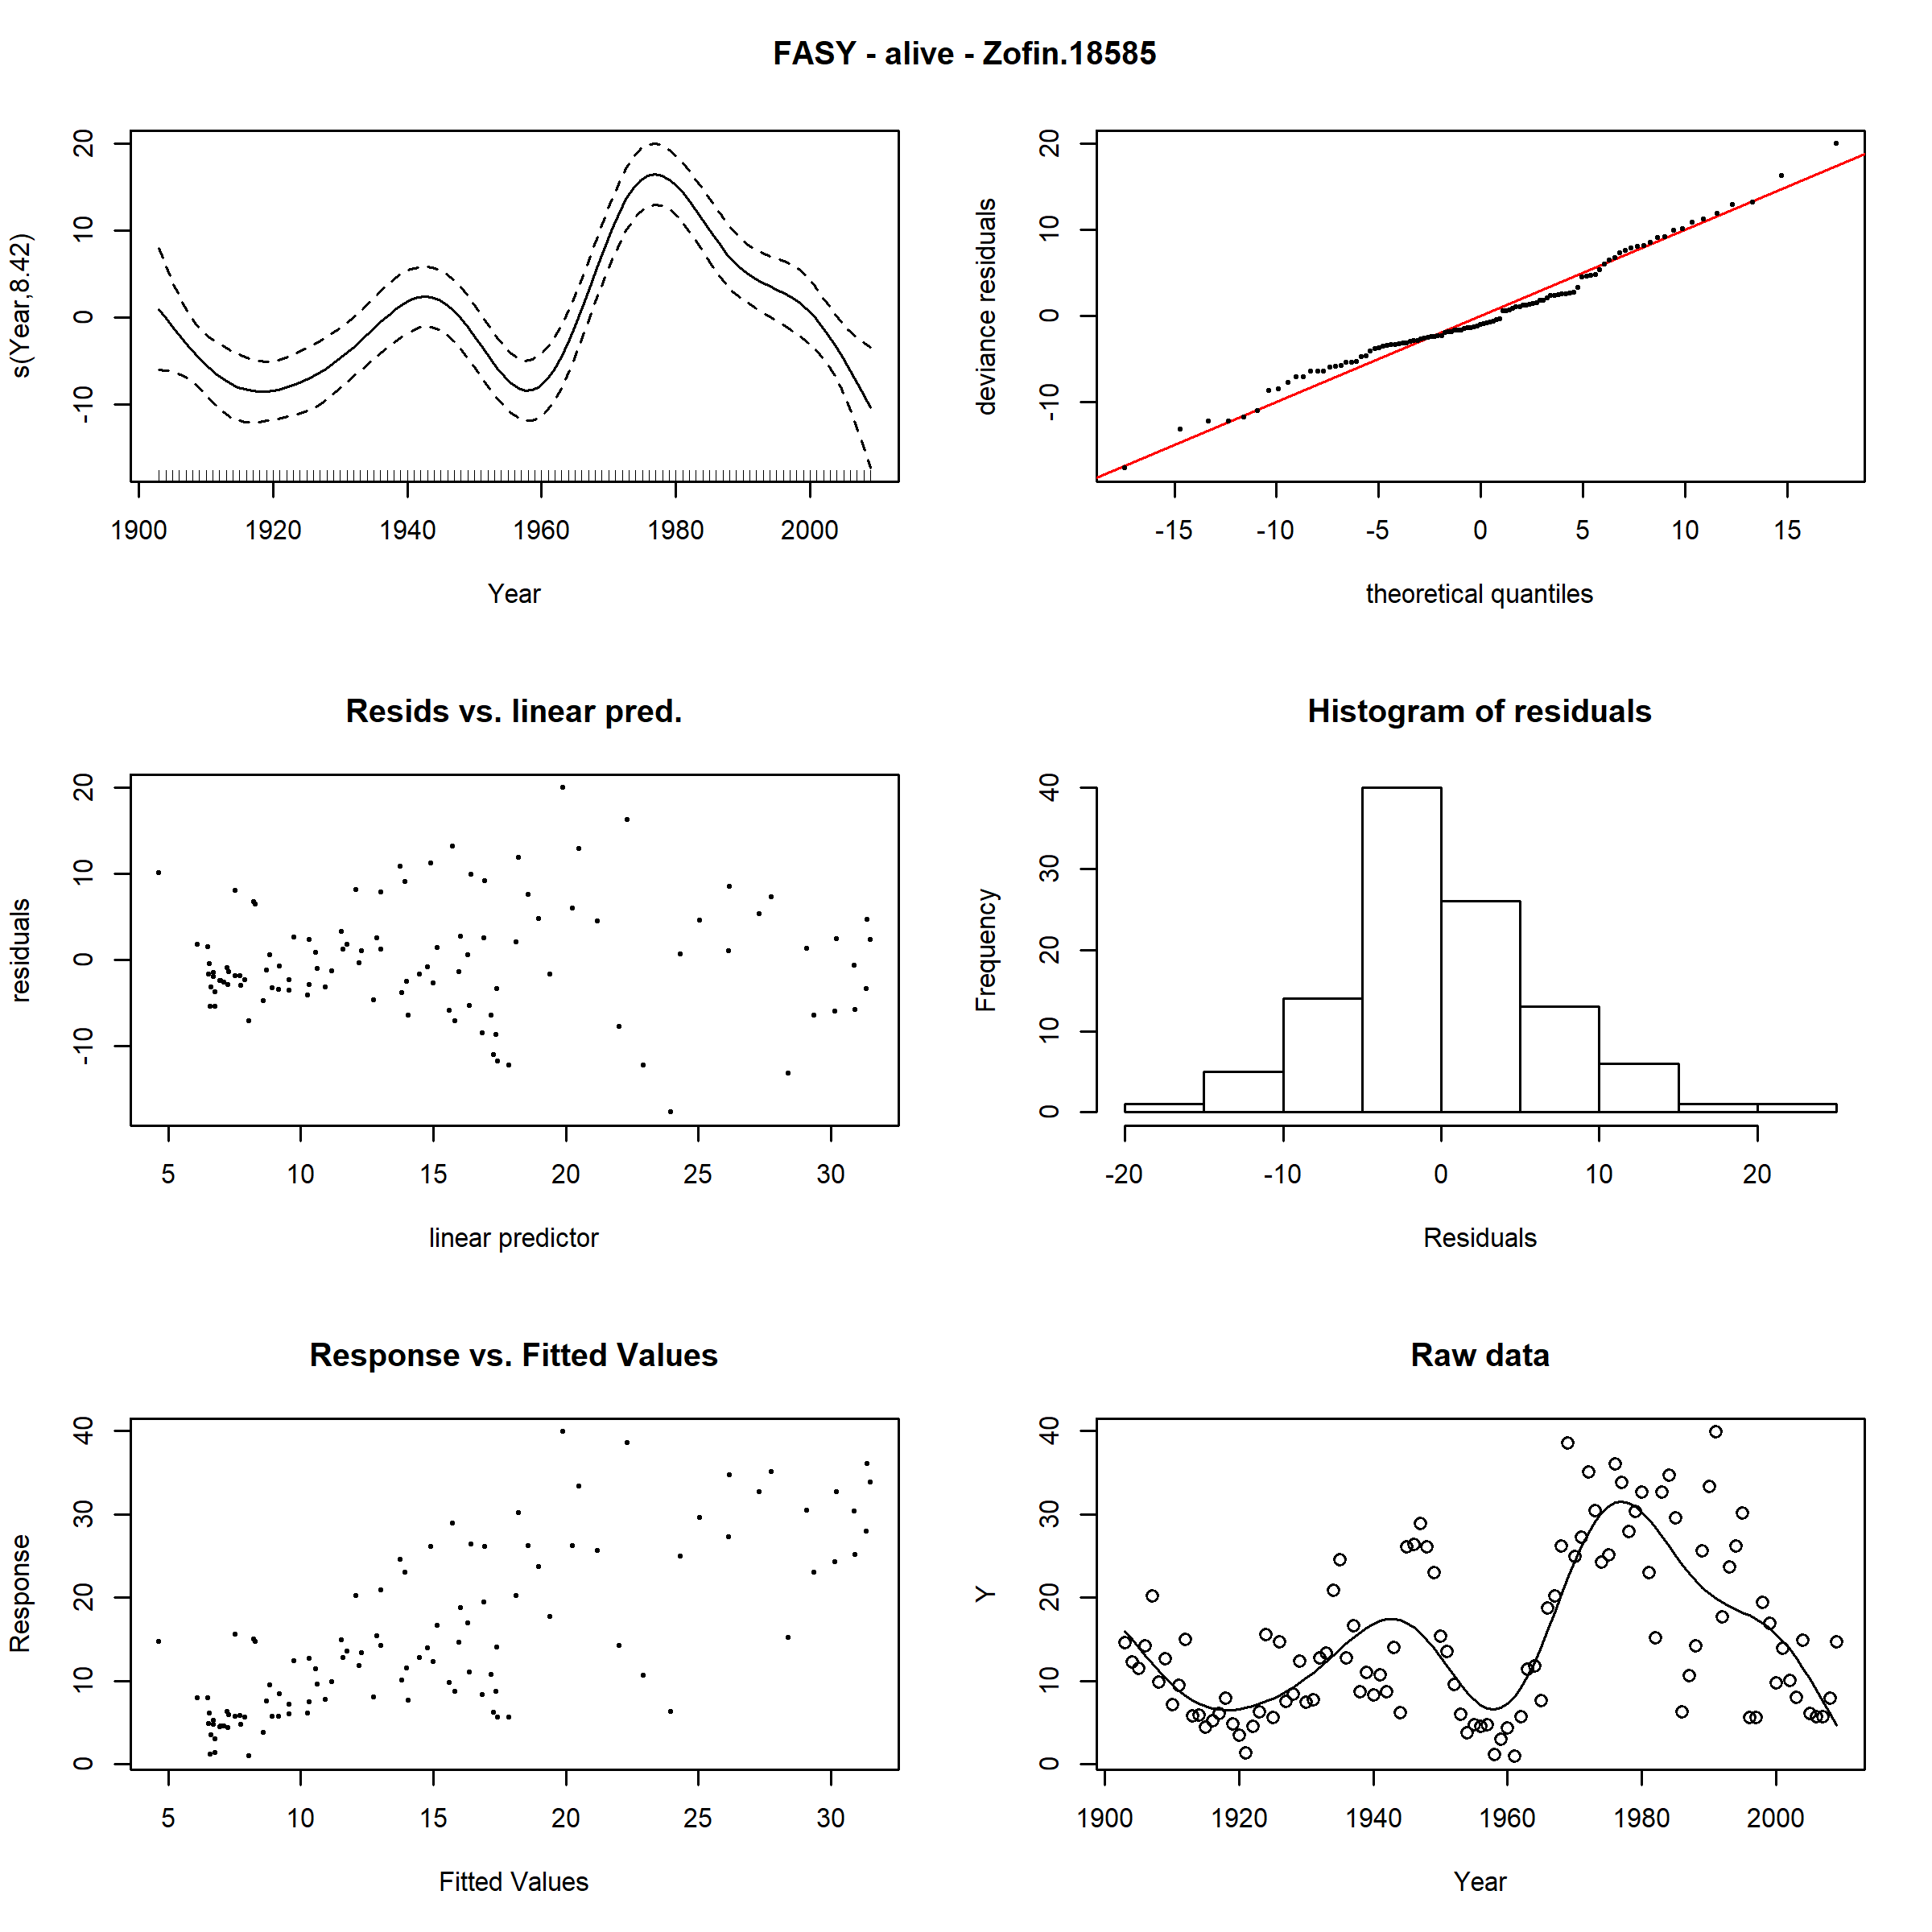 FASY - alive - Zofin.18585
s(Year,8.42)
-10 0 10 20
1900 1920 1940 1960 1980 2000
Year
deviance residuals
-10 0 10 20
-15 -10 -5 0 5 10 15
theoretical quantiles
Resids vs. linear pred.
residuals
-10 0 10 20
5 10 15 20 25 30
linear predictor
Histogram of residuals
Frequency
0 10 20 30 40
-20 -10 0 10 20
Residuals
Response vs. Fitted Values
Response
0 10 20 30 40
5 10 15 20 25 30
Fitted Values
Raw data
Y
0 10 20 30 40
1900 1920 1940 1960 1980 2000
Year